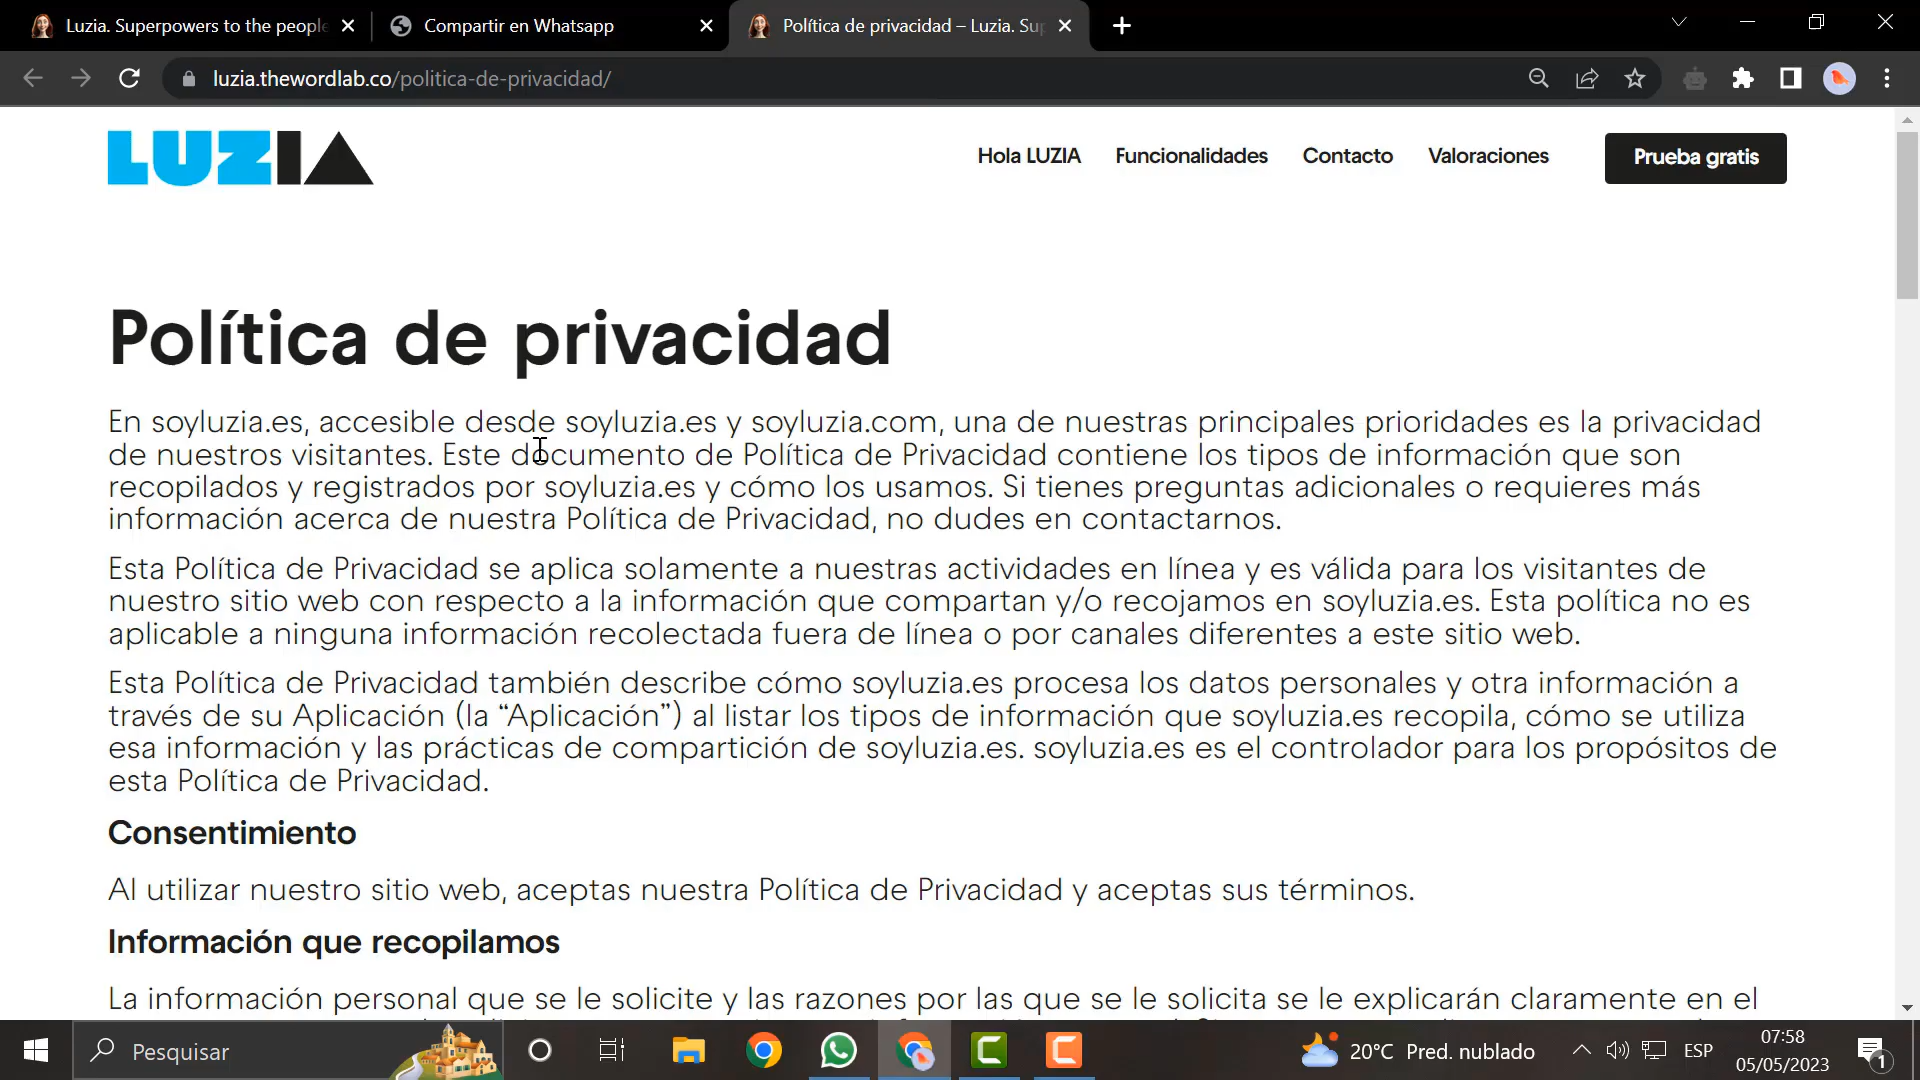 Luzia. Superpowers to the people
Compartir en Whatsapp
Política de privacidad – Luzia. Su
luzia.thewordlab.co/politica-de-privacidad/
LUZIA
Hola LUZIA
Funcionalidades
Contacto
Valoraciones
Prueba gratis
Política de privacidad
En soyluzia.es, accesible desde soyluzia.es y soyluzia.com, una de nuestras principales prioridades es la privacidad
de nuestros visitantes. Este documento de Política de Privacidad contiene los tipos de información que son
recopilados y registrados por soyluzia.es y cómo los usamos. Si tienes preguntas adicionales o requieres más
información acerca de nuestra Política de Privacidad, no dudes en contactarnos.
Esta Política de Privacidad se aplica solamente a nuestras actividades en línea y es válida para los visitantes de
nuestro sitio web con respecto a la información que compartan y/o recojamos en soyluzia.es. Esta política no es
aplicable a ninguna información recolectada fuera de línea o por canales diferentes a este sitio web.
Esta Política de Privacidad también describe cómo soyluzia.es procesa los datos personales y otra información a
través de su Aplicación (la “Aplicación”) al listar los tipos de información que soyluzia.es recopila, cómo se utiliza
esa información y las prácticas de compartición de soyluzia.es. soyluzia.es es el controlador para los propósitos de
esta Política de Privacidad.
Consentimiento
Al utilizar nuestro sitio web, aceptas nuestra Política de Privacidad y aceptas sus términos.
Información que recopilamos
La información personal que se le solicite y las razones por las que se le solicita se le explicarán claramente en el
Pesquisar
20°C Pred. nublado
ESP
07:58
05/05/2023
1